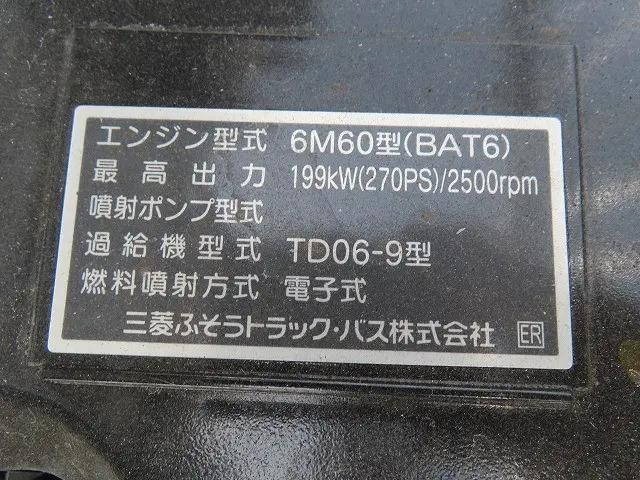 エンジン型式 6M60型(BAT6)
最高出力 199kW(270PS)/2500rpm
噴射ポンプ型式
過給機型式 TD06-9型
燃料噴射方式 電子式
三菱ふそうトラック・バス株式会社 ER